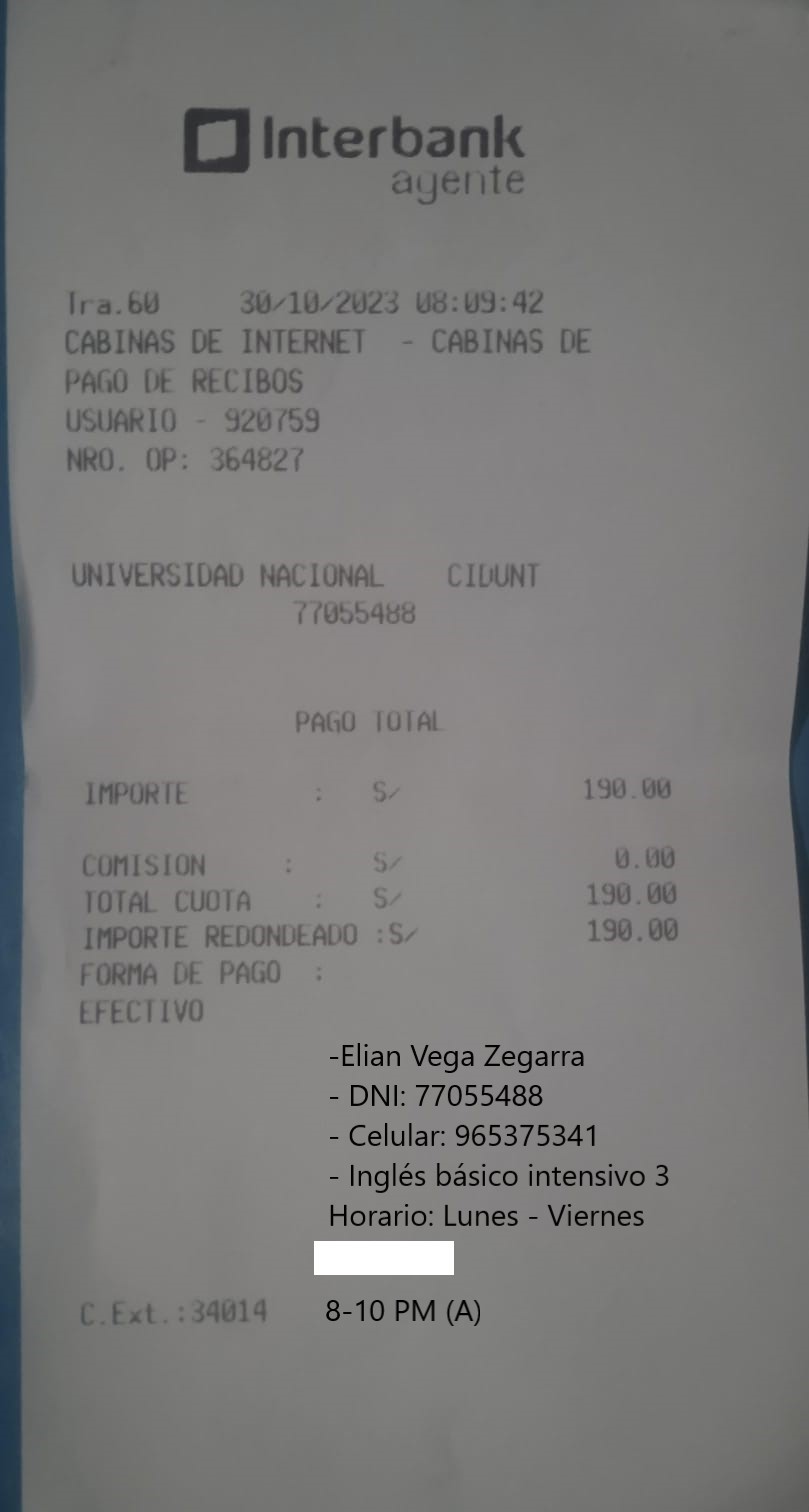 Interbank
agente
Tra.60 30/10/2023 08:09:42
CABINAS DE INTERNET - CABINAS DE
PAGO DE RECIBOS
USUARIO - 920759
NRO. OP: 364827
UNIVERSIDAD NACIONAL CIDUNT
77055488
PAGO TOTAL
IMPORTE : S/ 190.00
COMISION : S/ 0.00
TOTAL CUOTA : S/ 190.00
IMPORTE REDONDEADO :S/ 190.00
FORMA DE PAGO :
EFECTIVO
-Elian Vega Zegarra
- DNI: 77055488
- Celular: 965375341
- Inglés básico intensivo 3
Horario: Lunes - Viernes
C.Ext.:34014 8-10 PM (A)